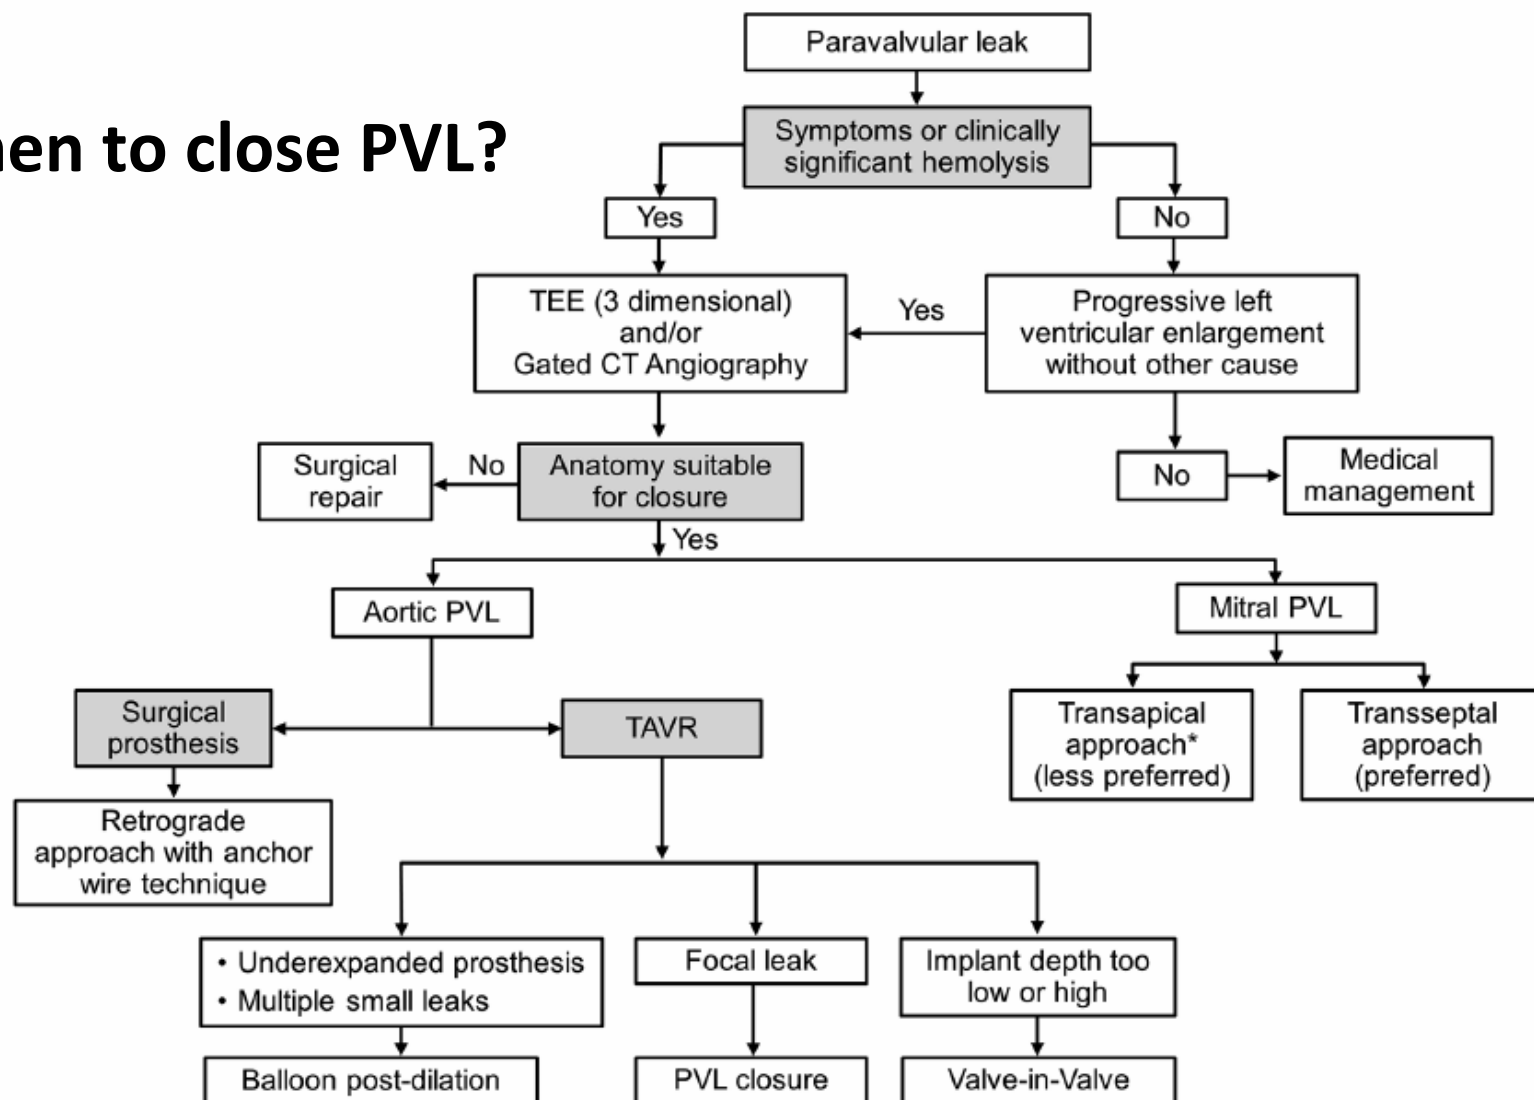 Paravalvular leak
Symptoms or clinically
significant hemolysis
hen to close PVL?
Yes
No
TEE (3 dimensional)
and/or
Gated CT Angiography
Yes
Progressive left
ventricular enlargement
without other cause
Surgical
repair
No
Anatomy suitable
for closure
No
Medical
management
Yes
Aortic PVL
Mitral PVL
Surgical
prosthesis
TAVR
Transapical
approach*
(less preferred)
Transseptal
approach
(preferred)
Retrograde
approach with anchor
wire technique
• Underexpanded prosthesis
• Multiple small leaks
Focal leak
Implant depth too
low or high
Balloon post-dilation
PVL closure
Valve-in-Valve